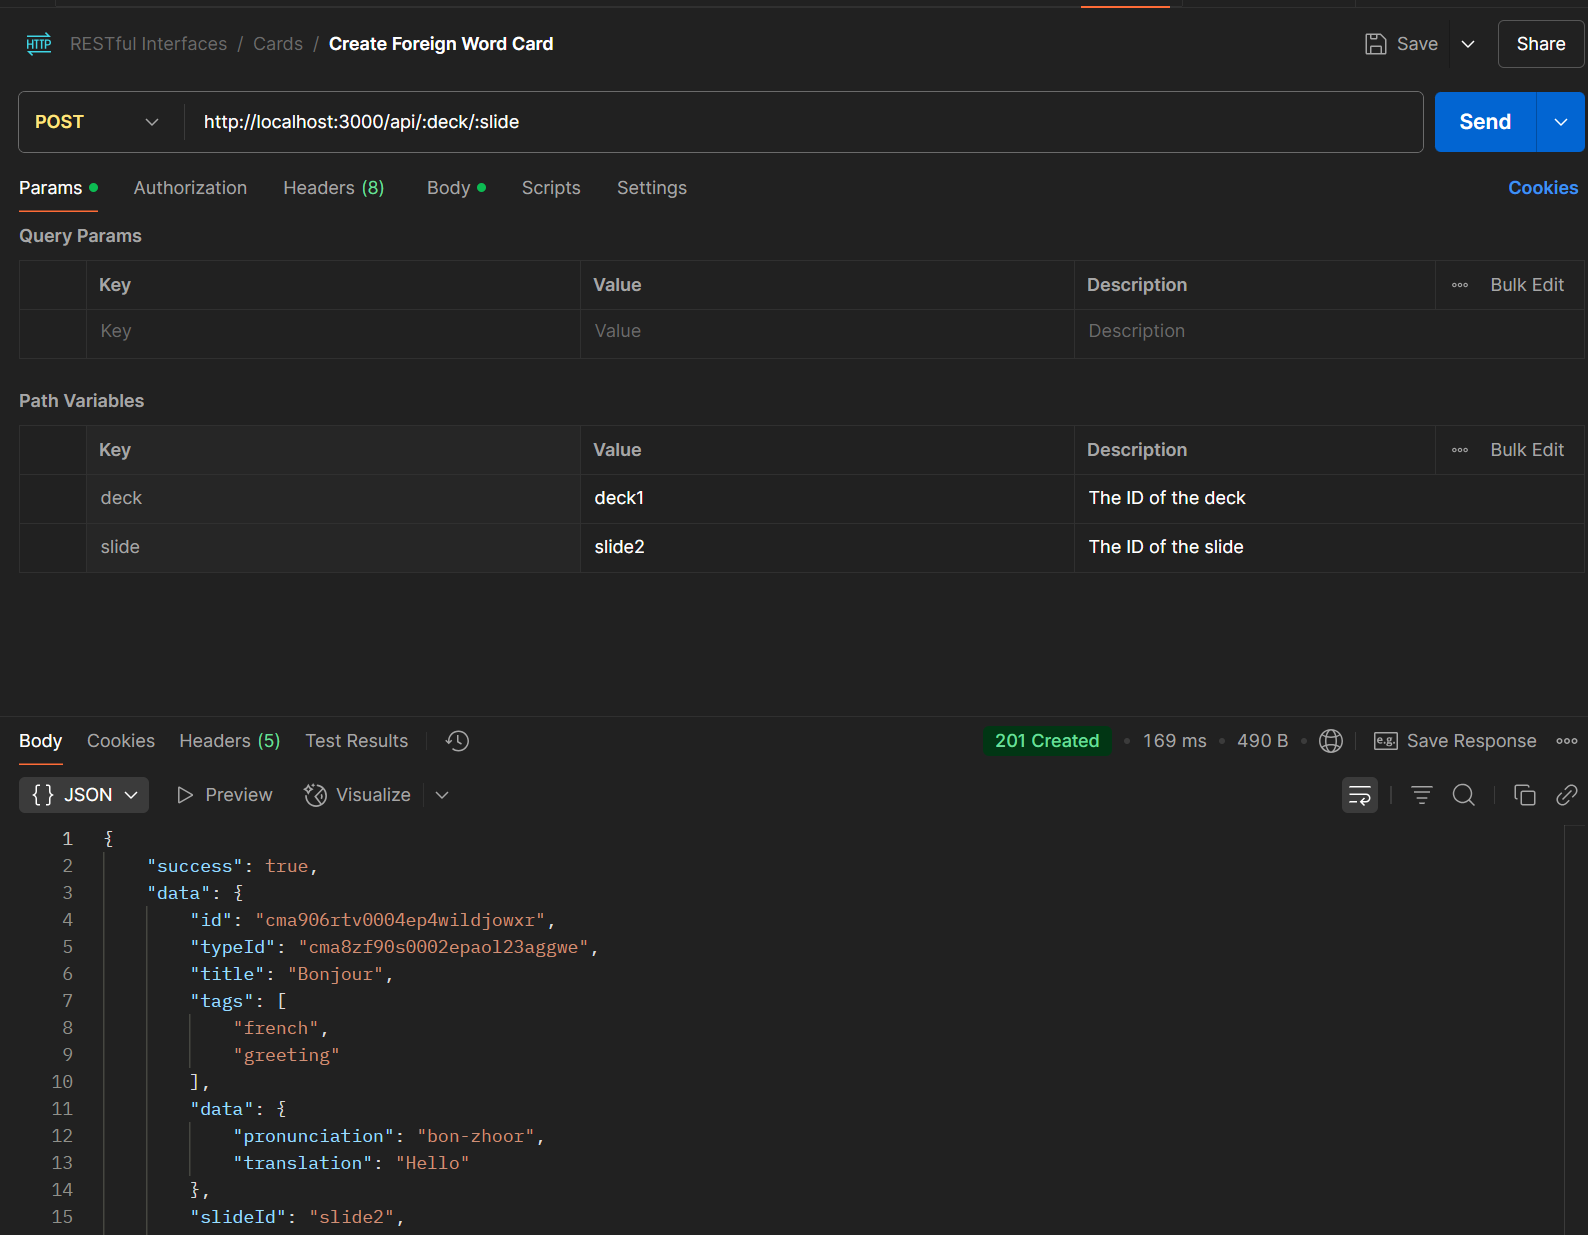 HTTP RESTful Interfaces / Cards / Create Foreign Word Card Save Share
POST http://localhost:3000/api/:deck/:slide Send
Params Authorization Headers (8) Body Scripts Settings Cookies
Query Params
Key Value Description Bulk Edit
Key Value Description
Path Variables
Key Value Description Bulk Edit
deck deck1 The ID of the deck
slide slide2 The ID of the slide
Body Cookies Headers (5) Test Results 201 Created 169 ms 490 B e.g. Save Response
{} JSON Preview Visualize
1 {
2 "success": true,
3 "data": {
4 "id": "cma906rtv0004ep4wildjowxr",
5 "typeId": "cma8zf90s0002epaol23aggwe",
6 "title": "Bonjour",
7 "tags": [
8 "french",
9 "greeting"
10 ],
11 "data": {
12 "pronunciation": "bon-zhoor",
13 "translation": "Hello"
14 },
15 "slideId": "slide2",